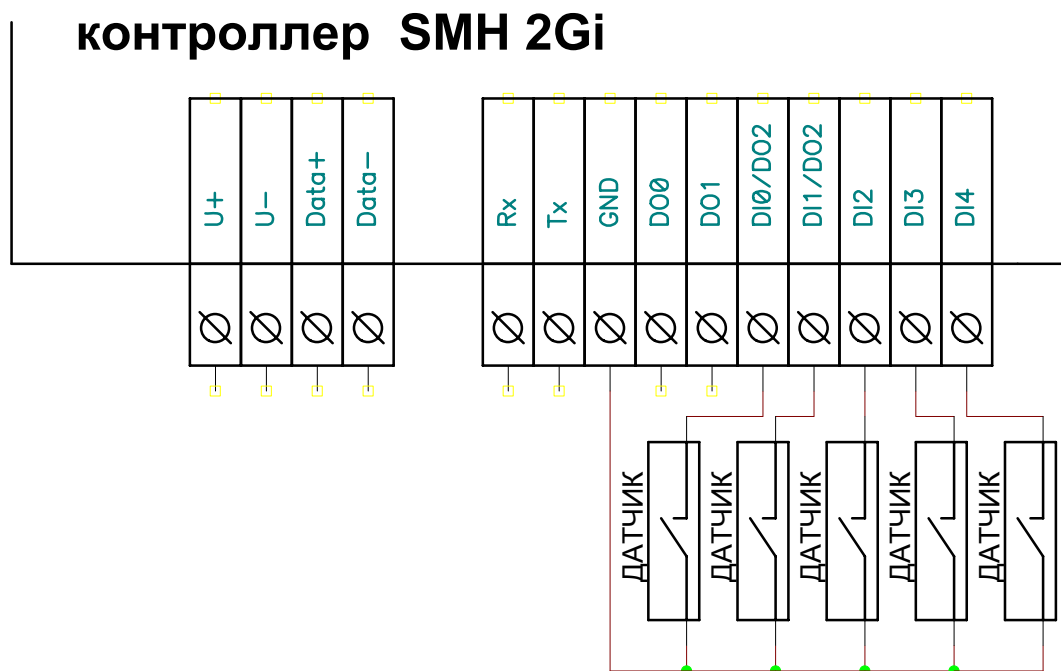 контроллер SMH 2Gi
U+
U-
Data+
Data-
Rx
Tx
GND
DO0
DO1
DI0/DO2
DI1/DO2
DI2
DI3
DI4
ДАТЧИК
ДАТЧИК
ДАТЧИК
ДАТЧИК
ДАТЧИК